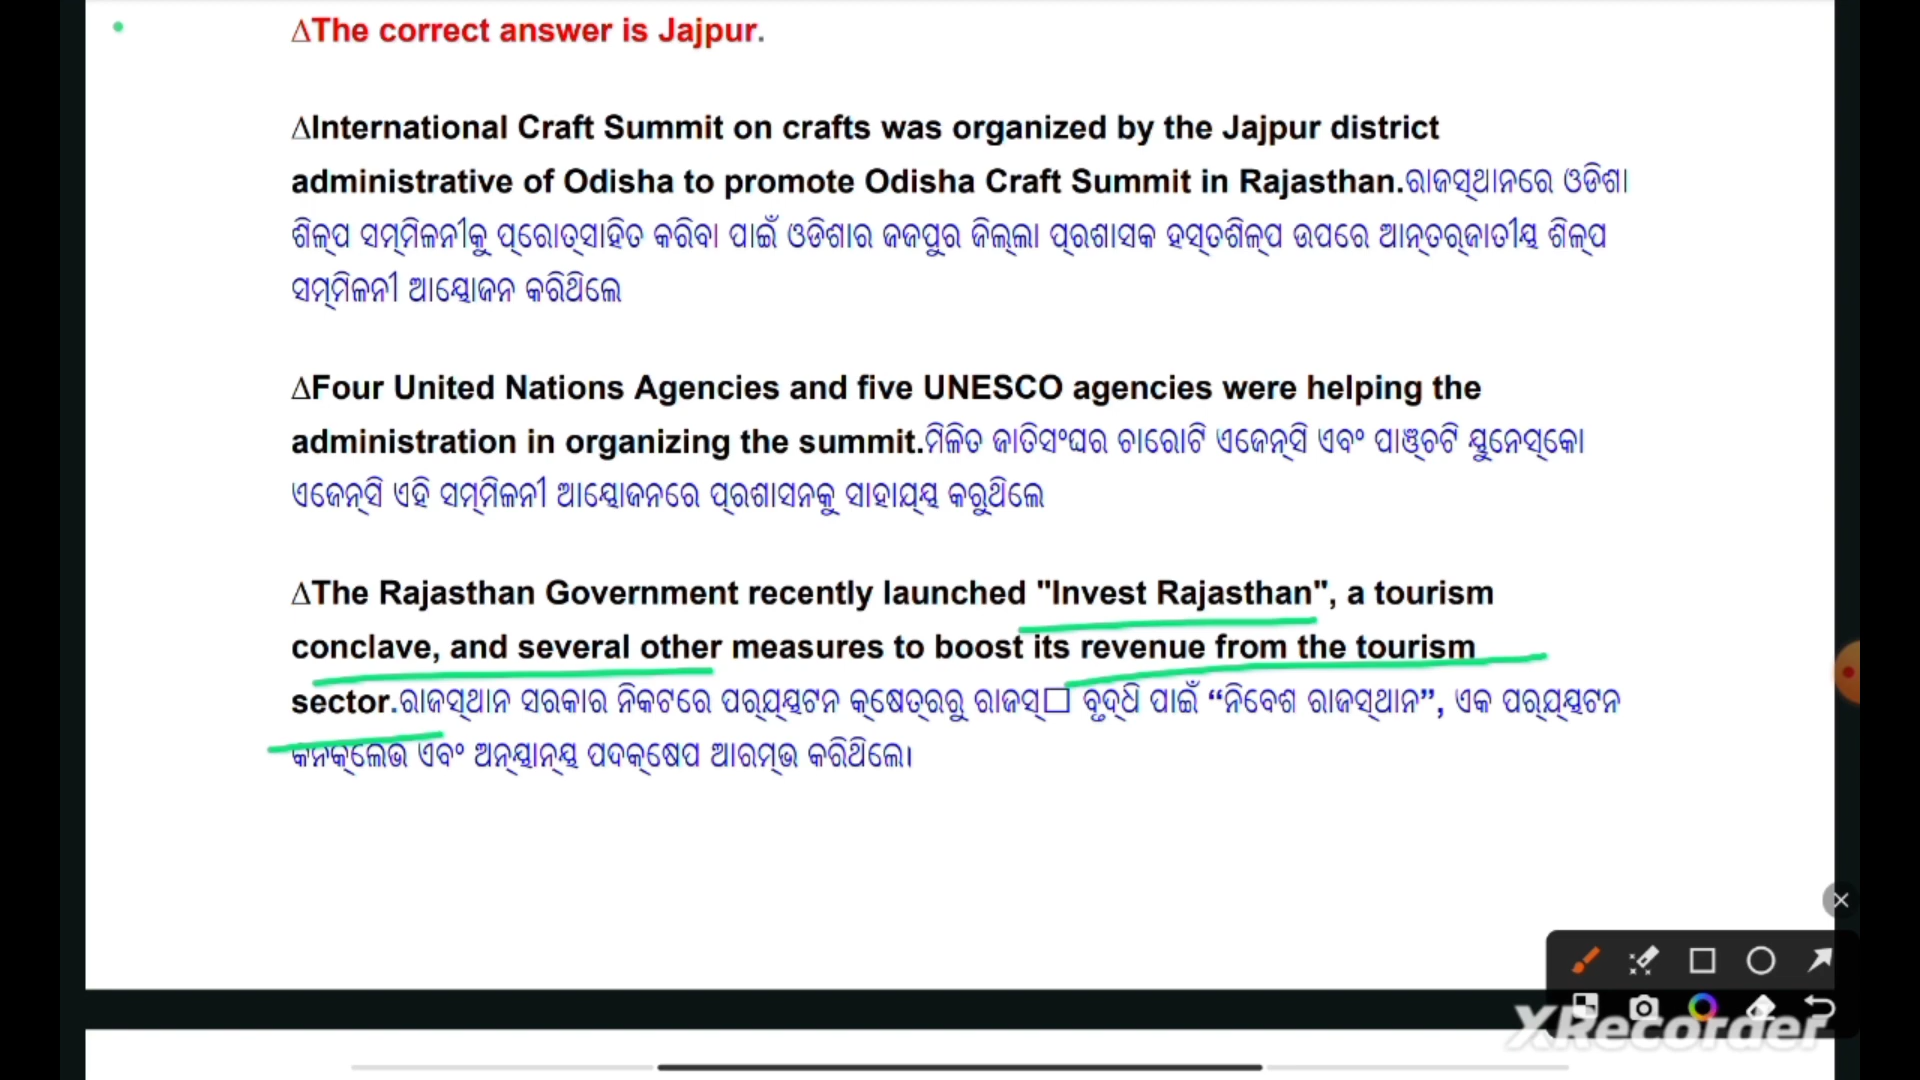 ∆The correct answer is Jajpur.
∆International Craft Summit on crafts was organized by the Jajpur district
administrative of Odisha to promote Odisha Craft Summit in Rajasthan.ରାଜସ୍ଥାନରେ ଓଡିଶା
ଶିଳ୍ପ ସମ୍ମିଳନୀକୁ ପ୍ରୋତ୍ସାହିତ କରିବା ପାଇଁ ଓଡିଶାର ଜଜପୁର ଜିଲ୍ଲା ପ୍ରଶାସକ ହସ୍ତଶିଳ୍ପ ଉପରେ ଆନ୍ତର୍ଜାତୀୟ ଶିଳ୍ପ
ସମ୍ମିଳନୀ ଆୟୋଜନ କରିଥିଲେ
∆Four United Nations Agencies and five UNESCO agencies were helping the
administration in organizing the summit.ମିଳିତ ଜାତିସଂଘର ଚାରୋଟି ଏଜେନ୍ସି ଏବଂ ପାଞ୍ଚଟି ୟୁନେସ୍କୋ
ଏଜେନ୍ସି ଏହି ସମ୍ମିଳନୀ ଆୟୋଜନରେ ପ୍ରଶାସନକୁ ସାହାଯ୍ୟ କରୁଥିଲେ
∆The Rajasthan Government recently launched "Invest Rajasthan", a tourism
conclave, and several other measures to boost its revenue from the tourism
sector.ରାଜସ୍ଥାନ ସରକାର ନିକଟରେ ପର୍ଯ୍ୟଟନ କ୍ଷେତ୍ରରୁ ରାଜସ୍□ ବୃଦ୍ଧି ପାଇଁ “ନିବେଶ ରାଜସ୍ଥାନ”, ଏକ ପର୍ଯ୍ୟଟନ
କନକ୍ଲେଭ ଏବଂ ଅନ୍ୟାନ୍ୟ ପଦକ୍ଷେପ ଆରମ୍ଭ କରିଥିଲେ।
XRecorder